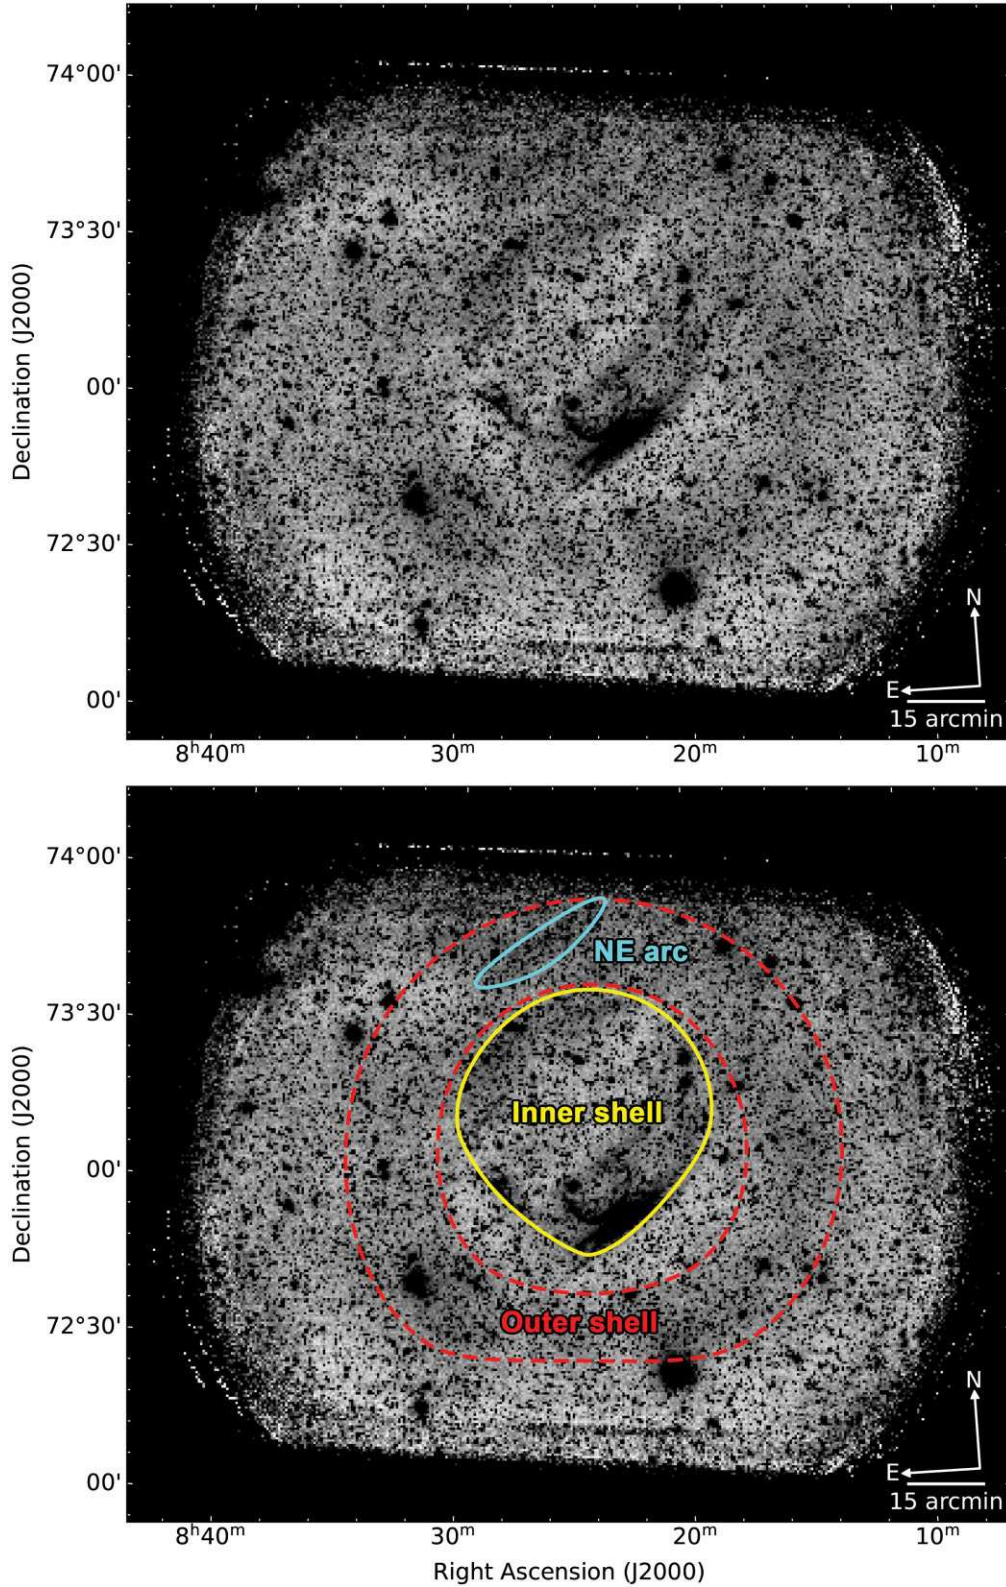 74°00'
73°30'
00'
72°30'
00'
Declination (J2000)
N
E
15 arcmin
8ʰ40ᵐ 30ᵐ 20ᵐ 10ᵐ
74°00'
73°30'
00'
72°30'
00'
Declination (J2000)
NE arc
Inner shell
Outer shell
N
E
15 arcmin
8ʰ40ᵐ 30ᵐ 20ᵐ 10ᵐ
Right Ascension (J2000)